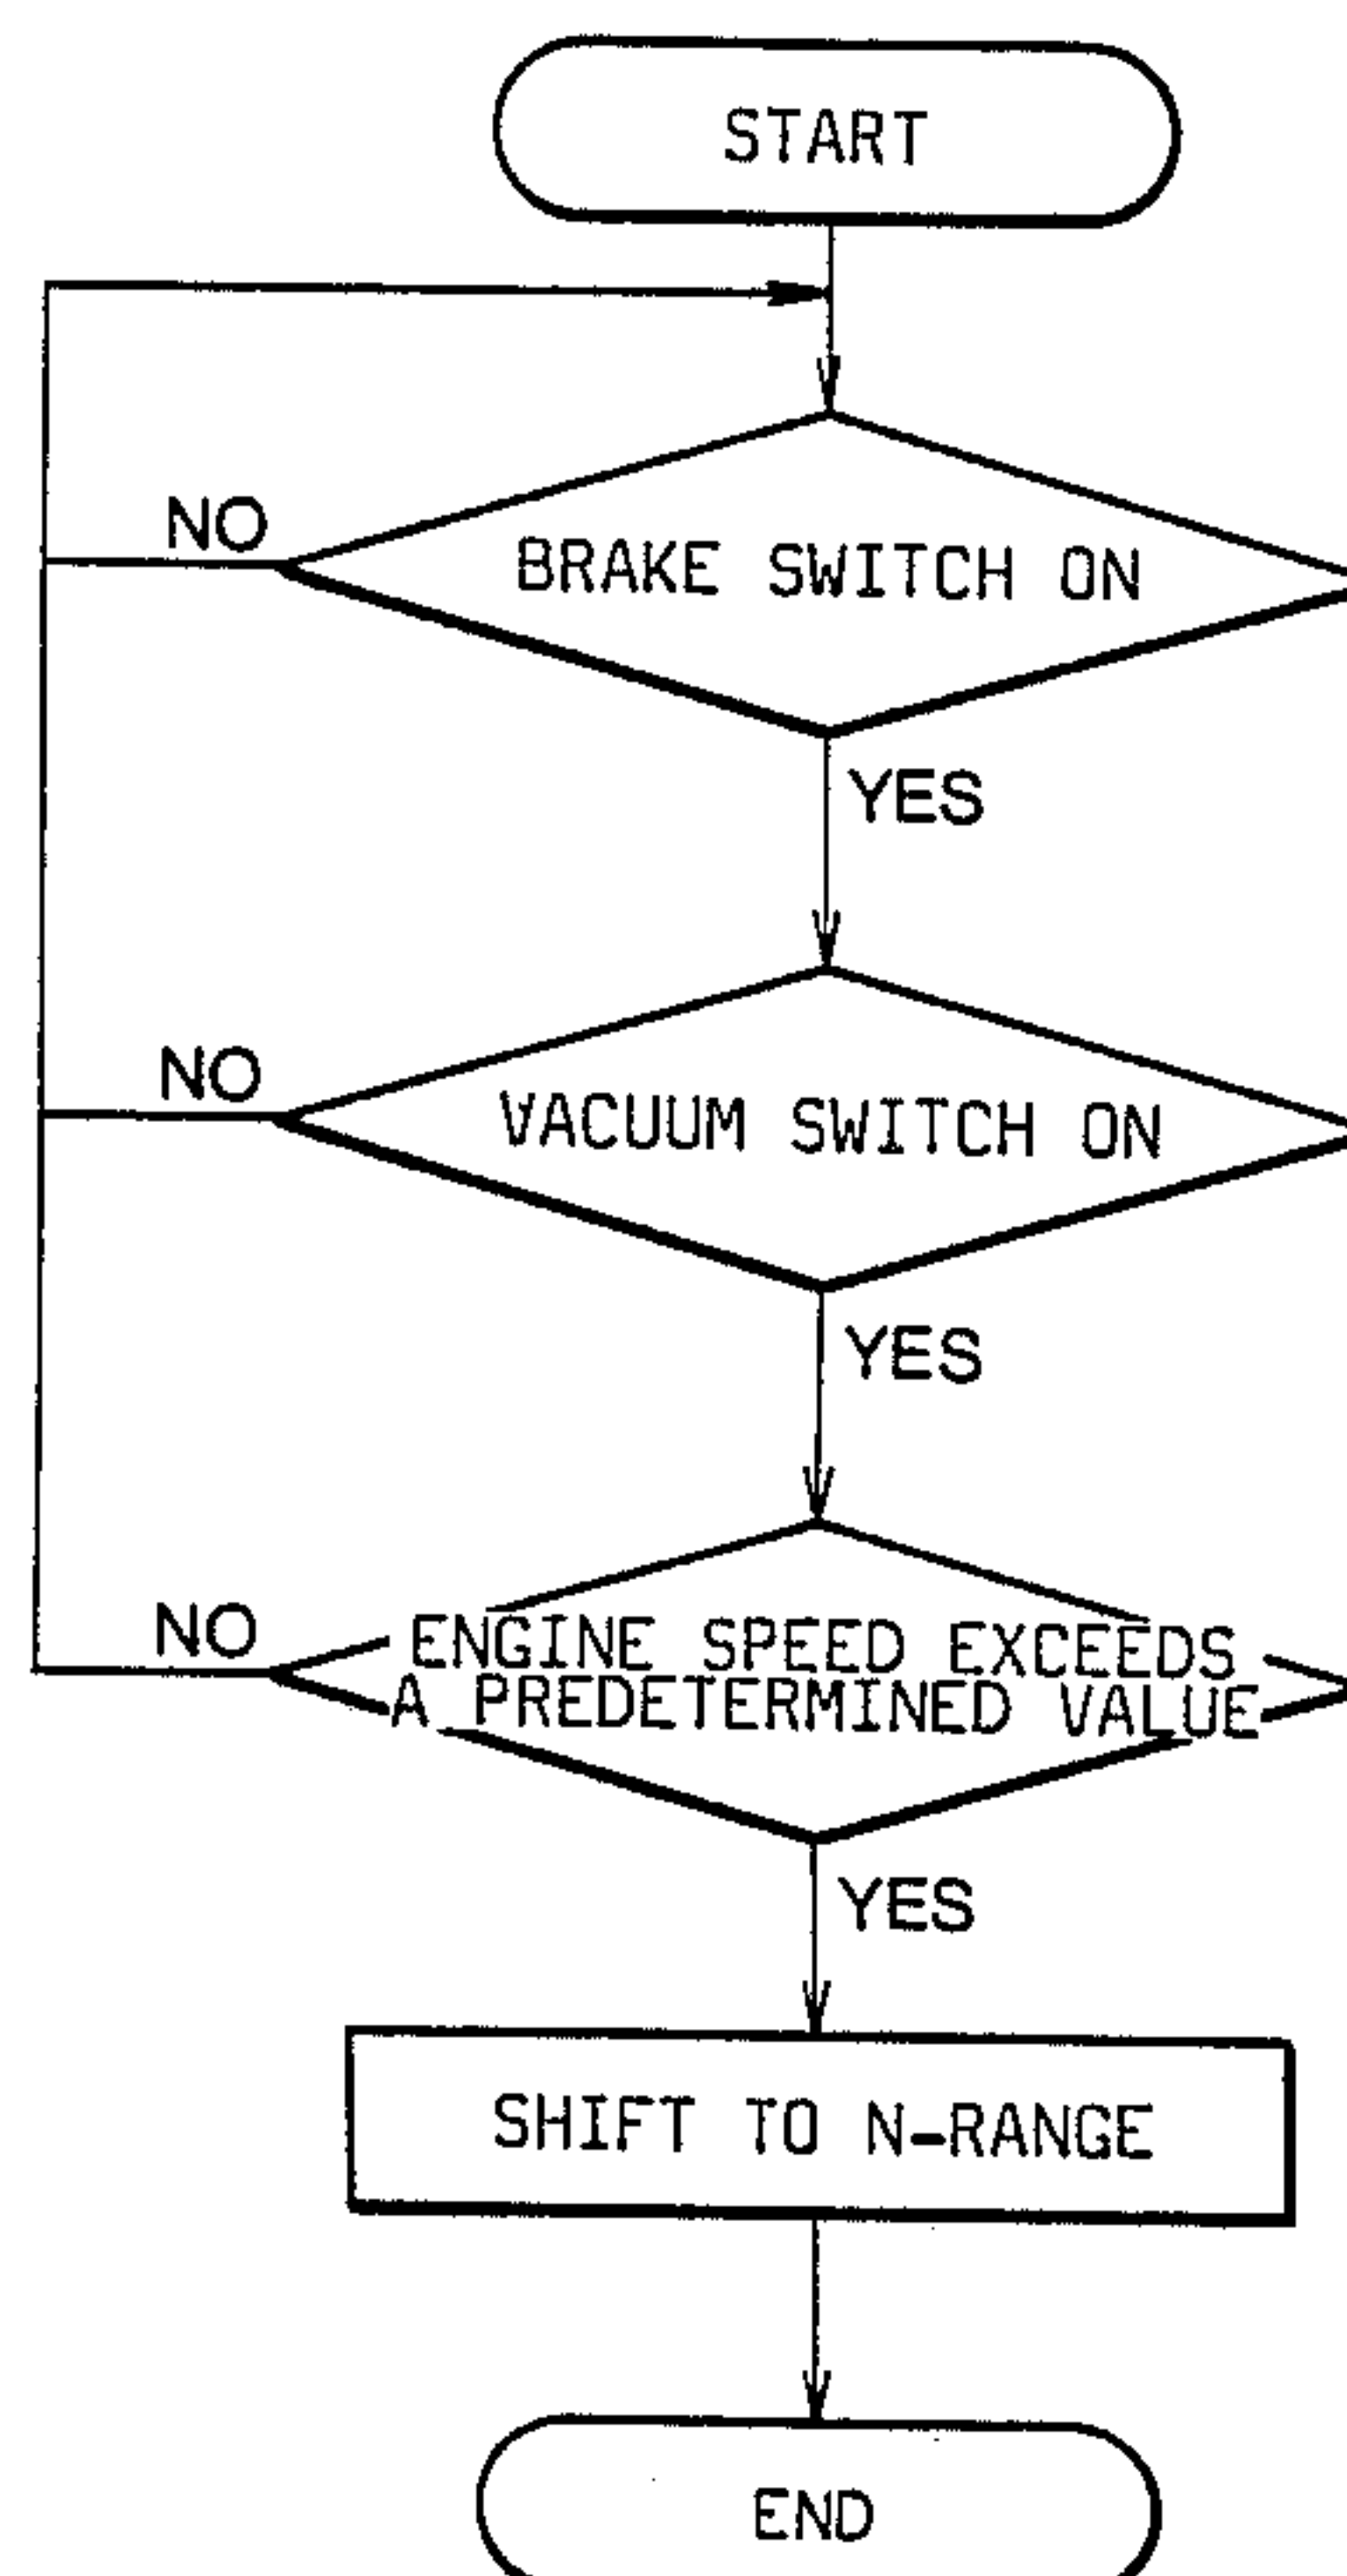 START
NO
BRAKE SWITCH ON
YES
NO
VACUUM SWITCH ON
YES
NO
ENGINE SPEED EXCEEDS
A PREDETERMINED VALUE
YES
SHIFT TO N-RANGE
END